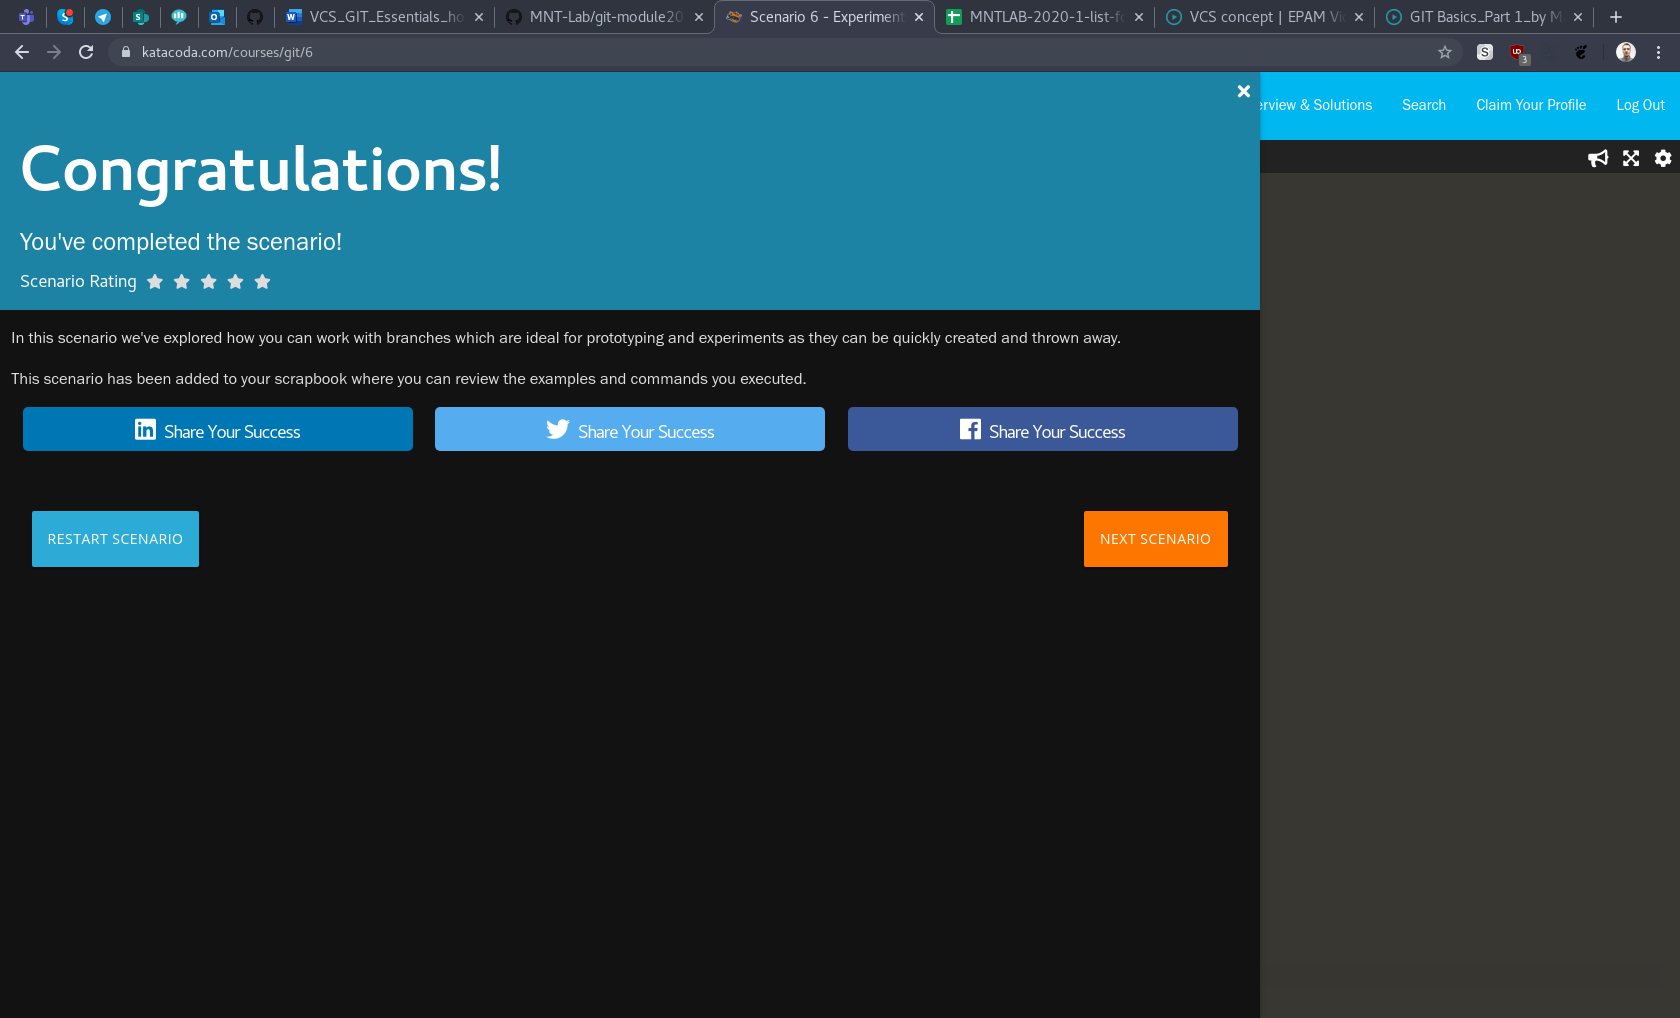 VCS_GIT_Essentials_ho
MNT-Lab/git-module20
Scenario 6 - Experiment
MNTLAB-2020-1-list-fo
VCS concept | EPAM Vi
GIT Basics_Part 1_by M
katacoda.com/courses/git/6
S
3
erview & Solutions
Search
Claim Your Profile
Log Out
Congratulations!
You've completed the scenario!
Scenario Rating
In this scenario we've explored how you can work with branches which are ideal for prototyping and experiments as they can be quickly created and thrown away.
This scenario has been added to your scrapbook where you can review the examples and commands you executed.
Share Your Success
Share Your Success
Share Your Success
RESTART SCENARIO
NEXT SCENARIO